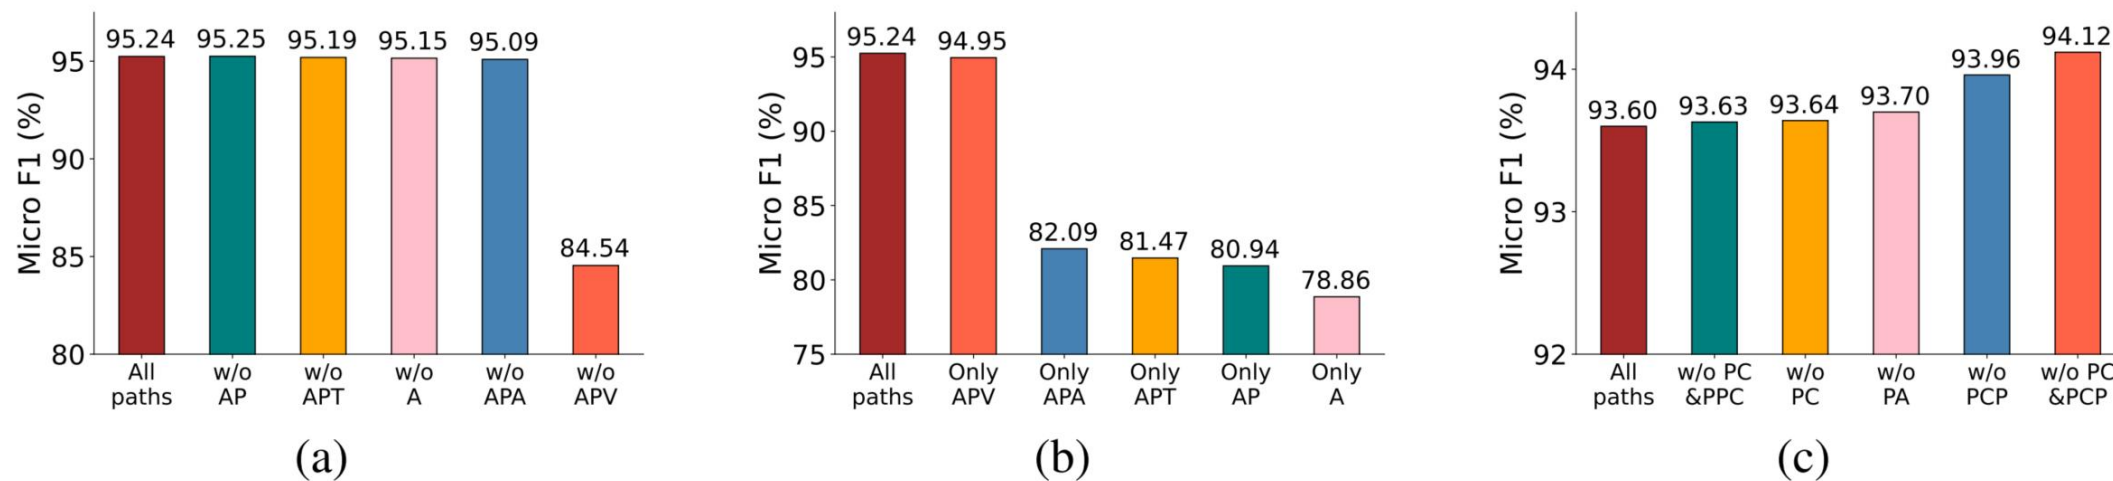 Micro F1 (%)
95
90
85
80
95.24
95.25
95.19
95.15
95.09
84.54
All paths
w/o AP
w/o APT
w/o A
w/o APA
w/o APV
(a)
Micro F1 (%)
95
90
85
80
75
95.24
94.95
82.09
81.47
80.94
78.86
All paths
Only APV
Only APA
Only APT
Only AP
Only A
(b)
Micro F1 (%)
94
93
92
93.60
93.63
93.64
93.70
93.96
94.12
All paths
w/o PC &PPC
w/o PC
w/o PA
w/o PCP
w/o PC &PCP
(c)